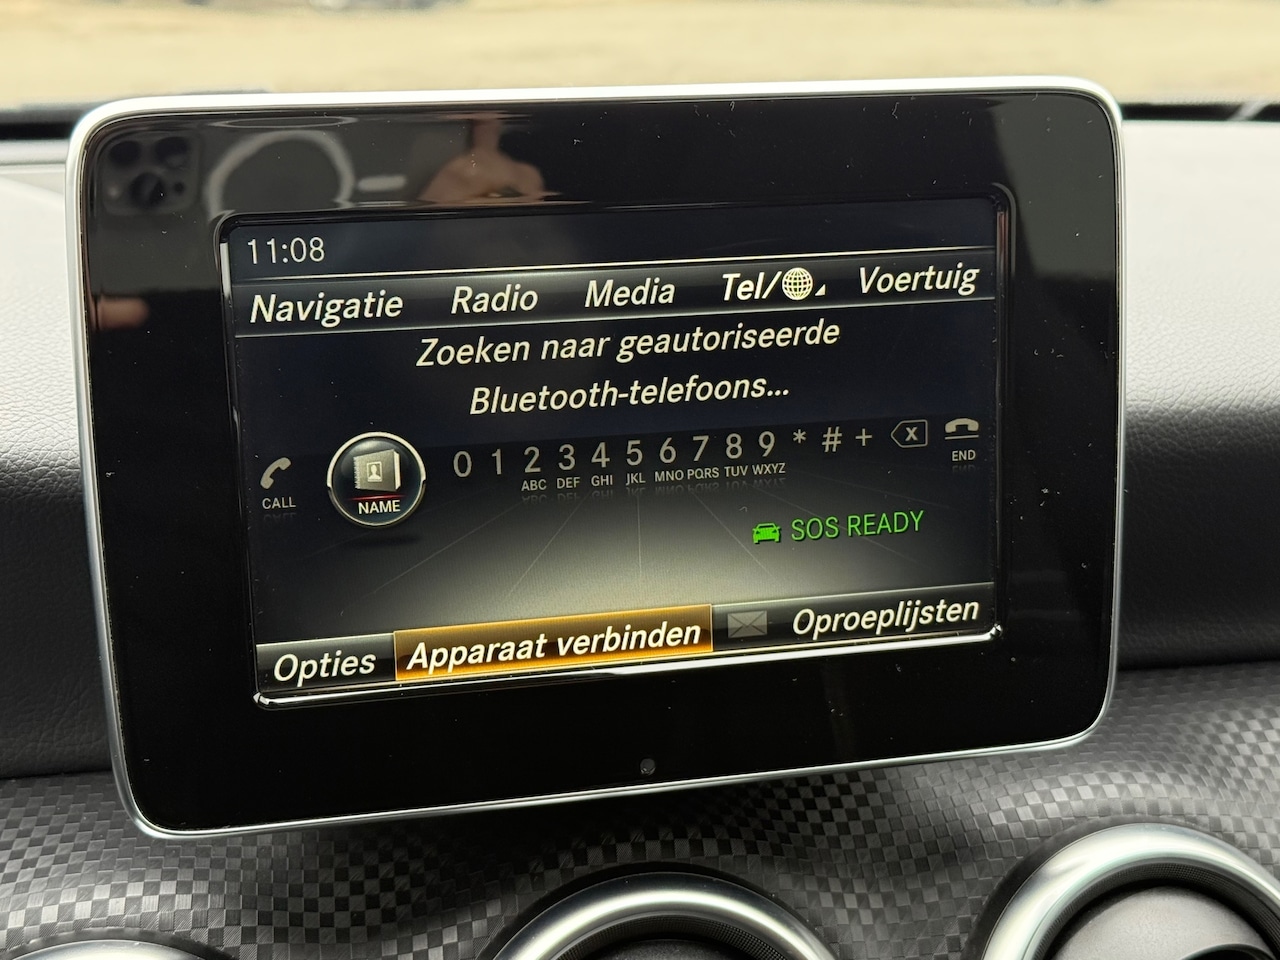 11:08
Navigatie Radio Media Tel/ Voertuig
Zoeken naar geautoriseerde
Bluetooth-telefoons...
CALL NAME 0 1 2 ABC 3 DEF 4 GHI 5 JKL 6 MNO 7 PQRS 8 TUV 9 WXYZ * # + X END
SOS READY
Opties Apparaat verbinden Oproeplijsten